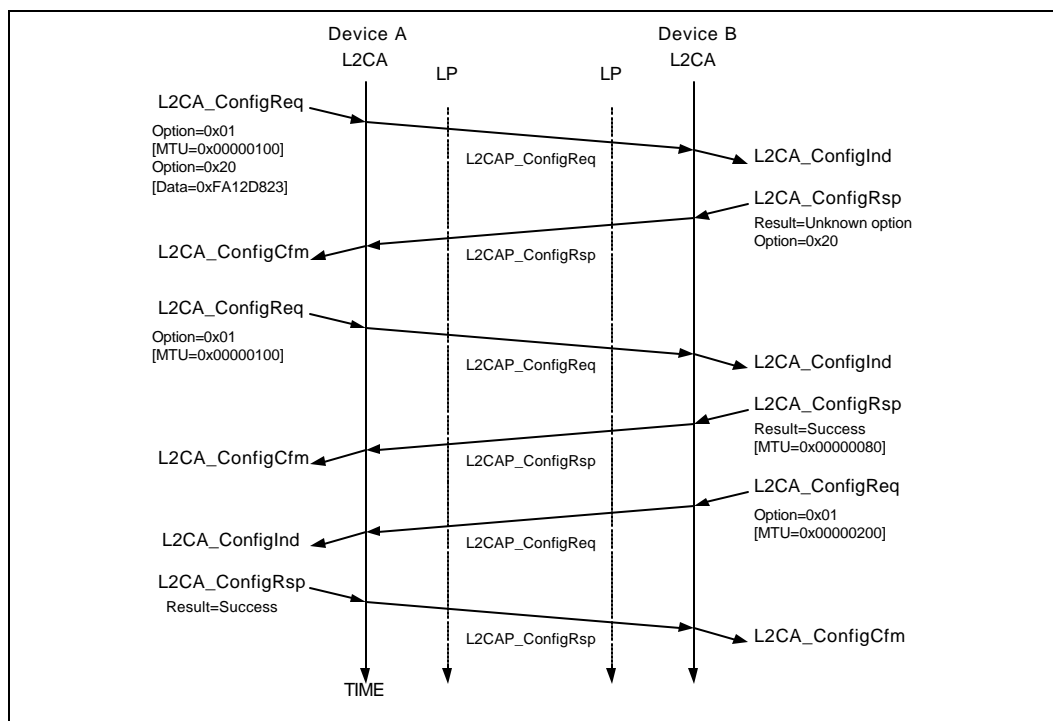 Device A
Device B
L2CA
L2CA
LP
LP
L2CA_ConfigReq
Option=0x01
[MTU=0x00000100]
Option=0x20
[Data=0xFA12D823]
L2CAP_ConfigReq
L2CA_ConfigInd
L2CA_ConfigRsp
Result=Unknown option
Option=0x20
L2CA_ConfigCfm
L2CAP_ConfigRsp
L2CA_ConfigReq
Option=0x01
[MTU=0x00000100]
L2CAP_ConfigReq
L2CA_ConfigInd
L2CA_ConfigRsp
Result=Success
[MTU=0x00000080]
L2CA_ConfigCfm
L2CAP_ConfigRsp
L2CA_ConfigReq
Option=0x01
[MTU=0x00000200]
L2CA_ConfigInd
L2CAP_ConfigReq
L2CA_ConfigRsp
Result=Success
L2CAP_ConfigRsp
L2CA_ConfigCfm
TIME